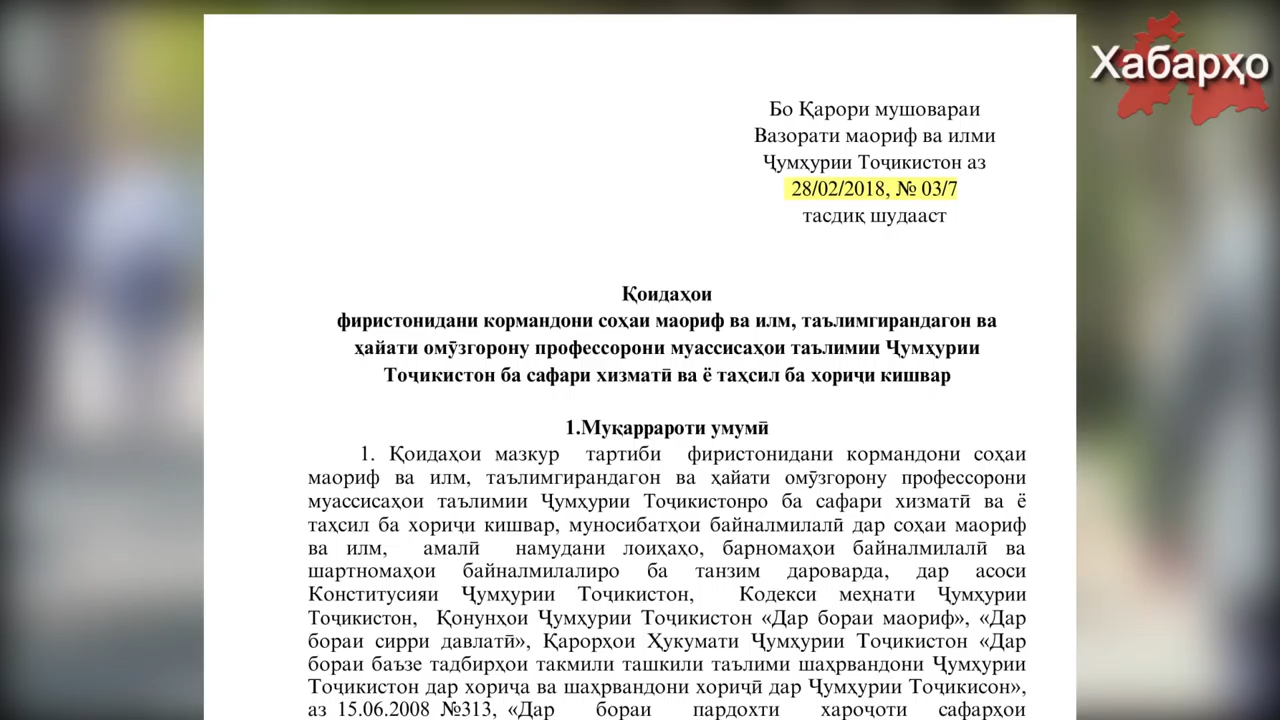 Хабарҳо
Бо Қарори мушовараи
Вазорати маориф ва илми
Ҷумҳурии Тоҷикистон аз
28/02/2018, № 03/7
тасдиқ шудааст
Қоидаҳои
фиристонидани кормандони соҳаи маориф ва илм, таълимгирандагон ва
ҳайати омӯзгорону профессорони муассисаҳои таълимии Ҷумҳурии
Тоҷикистон ба сафари хизматӣ ва ё таҳсил ба хориҷи кишвар
1.Муқаррароти умумӣ
1. Қоидаҳои мазкур тартиби фиристонидани кормандони соҳаи
маориф ва илм, таълимгирандагон ва ҳайати омӯзгорону профессорони
муассисаҳои таълимии Ҷумҳурии Тоҷикистонро ба сафари хизматӣ ва ё
таҳсил ба хориҷи кишвар, муносибатҳои байналмилалӣ дар соҳаи маориф
ва илм, амалӣ намудани лоиҳаҳо, барномаҳои байналмилалӣ ва
шартномаҳои байналмилалиро ба танзим дароварда, дар асоси
Конститутсияи Ҷумҳурии Тоҷикистон, Кодекси меҳнати Ҷумҳурии
Тоҷикистон, Қонунҳои Ҷумҳурии Тоҷикистон «Дар бораи маориф», «Дар
бораи сирри давлатӣ», Қарорҳои Ҳукумати Ҷумҳурии Тоҷикистон «Дар
бораи баъзе тадбирҳои такмили ташкили таълими шаҳрвандони Ҷумҳурии
Тоҷикистон дар хориҷа ва шаҳрвандони хориҷӣ дар Ҷумҳурии Тоҷикисон»,
аз 15.06.2008 №313, «Дар бораи пардохти хароҷоти сафарҳои